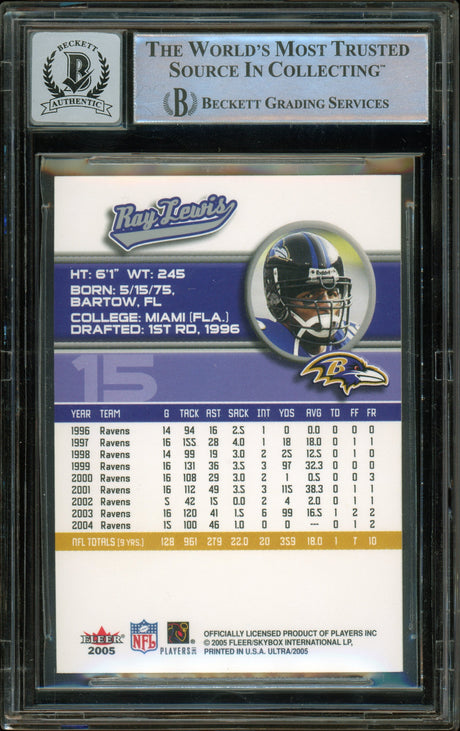 BECKETT
B
AUTHENTIC
THE WORLD'S MOST TRUSTED
SOURCE IN COLLECTING™
B BECKETT GRADING SERVICES
Ray Lewis
HT: 6'1" WT: 245
BORN: 5/15/75,
BARTOW, FL
COLLEGE: MIAMI (FLA.)
DRAFTED: 1ST RD, 1996
B
15
YEAR TEAM G TACK AST SACK INT YDS AVG TD FF FR
1996 Ravens 14 94 16 2.5 1 0 0.0 0 0 0
1997 Ravens 16 155 28 4.0 1 18 18.0 0 1 1
1998 Ravens 14 99 19 3.0 2 25 12.5 0 1 0
1999 Ravens 16 131 36 3.5 3 97 32.3 0 0 0
2000 Ravens 16 108 29 3.0 2 1 0.5 0 0 3
2001 Ravens 16 112 49 3.5 3 115 38.3 0 1 1
2002 Ravens 5 42 15 0.0 2 4 2.0 0 1 1
2003 Ravens 16 120 41 1.5 6 99 16.5 1 2 2
2004 Ravens 15 100 46 1.0 0 0 --- 0 1 2
NFL TOTALS (9 YRS.) 128 961 279 22.0 20 359 18.0 1 7 10
FLEER
2005
NFL
PLAYERS INC
OFFICIALLY LICENSED PRODUCT OF PLAYERS INC
© 2005 FLEER/SKYBOX INTERNATIONAL LP,
PRINTED IN U.S.A. ULTRA/2005